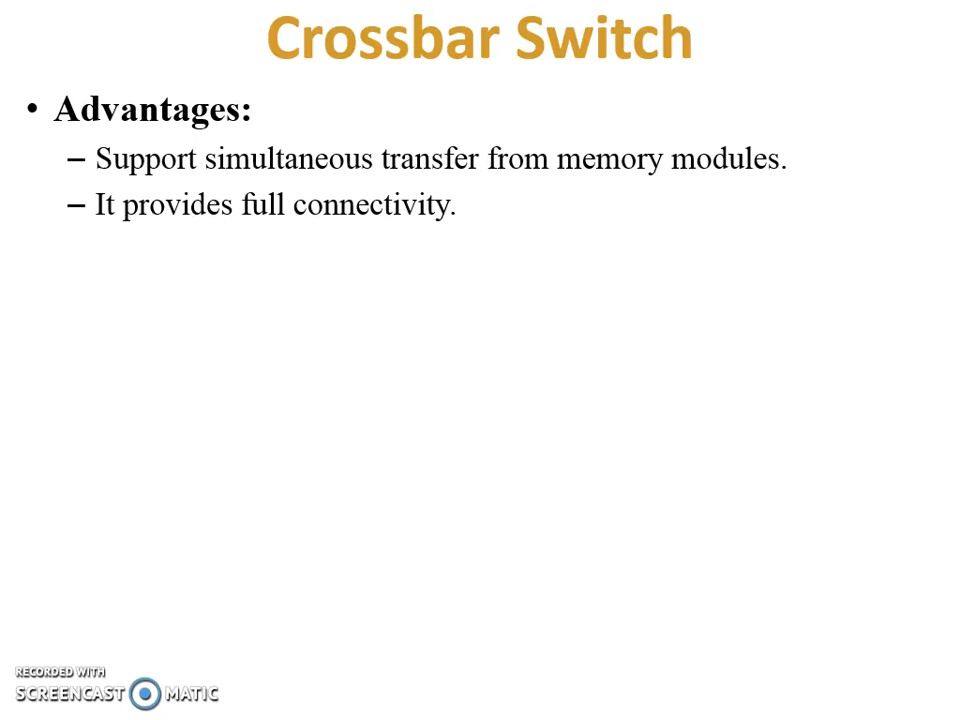 Crossbar Switch
• Advantages:
– Support simultaneous transfer from memory modules.
– It provides full connectivity.
RECORDED WITH
SCREENCAST MATIC